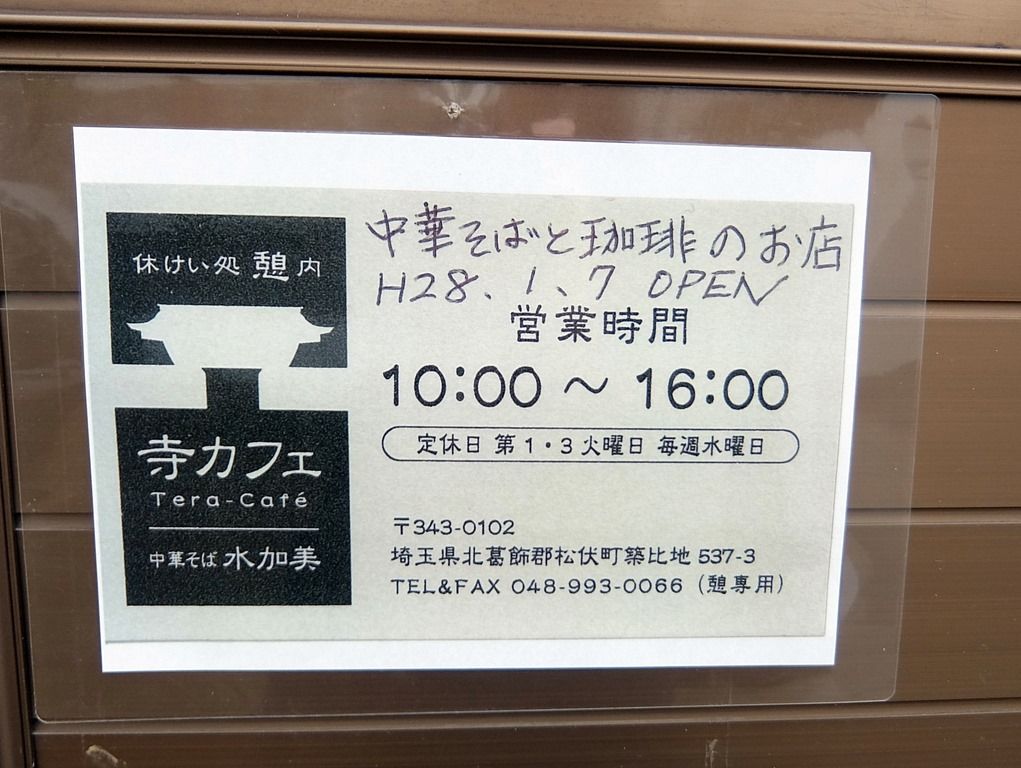 休けい処 憩 内
寺カフェ
Tera-Café
中華そば 水加美
中華そばと珈琲のお店
H28.1、7 OPEN
営業時間
10:00 ～ 16:00
定休日 第1・3火曜日 毎週水曜日
〒343-0102
埼玉県北葛飾郡松伏町築比地 537-3
TEL&FAX 048-993-0066（憩専用）